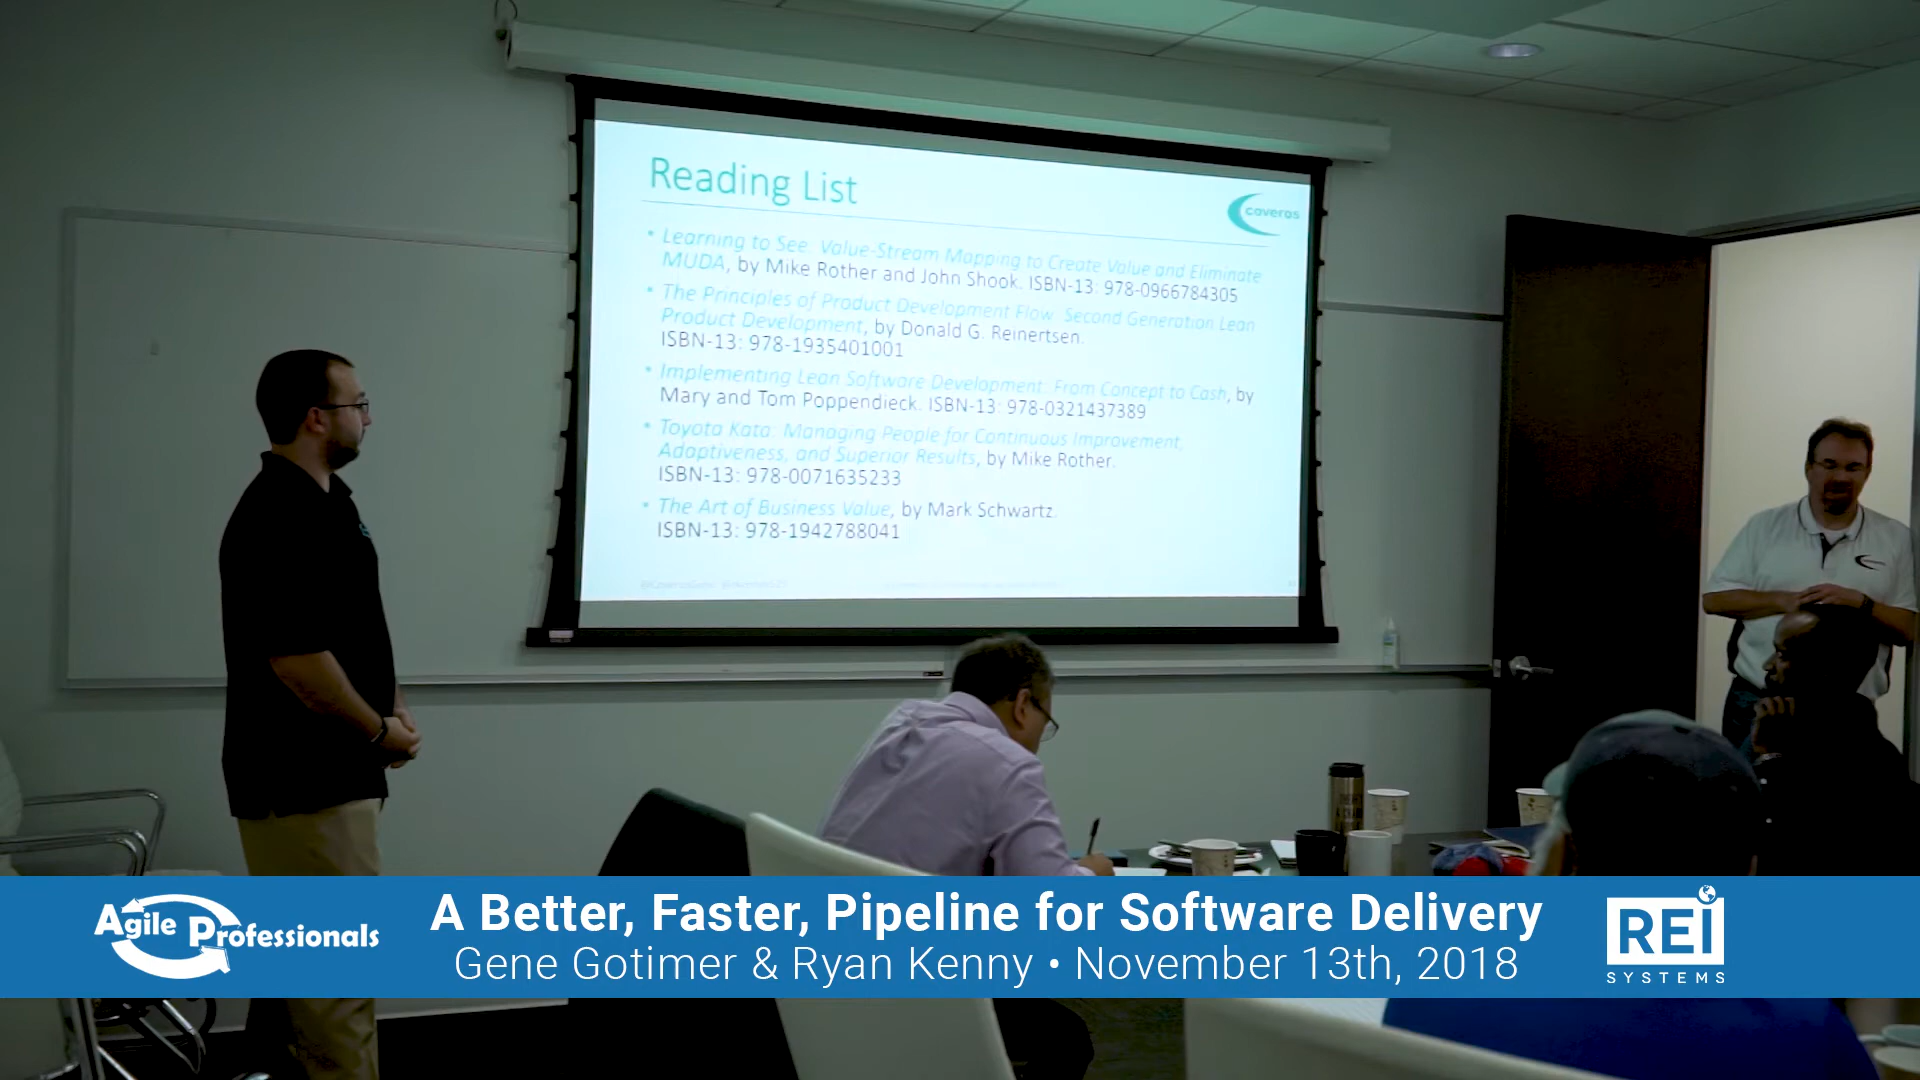 Reading List
coveros
• Learning to See: Value-Stream Mapping to Create Value and Eliminate
MUDA, by Mike Rother and John Shook. ISBN-13: 978-0966784305
• The Principles of Product Development Flow: Second Generation Lean
Product Development, by Donald G. Reinertsen.
ISBN-13: 978-1935401001
• Implementing Lean Software Development: From Concept to Cash, by
Mary and Tom Poppendieck. ISBN-13: 978-0321437389
• Toyota Kata: Managing People for Continuous Improvement,
Adaptiveness, and Superior Results, by Mike Rother.
ISBN-13: 978-0071635233
• The Art of Business Value, by Mark Schwartz.
ISBN-13: 978-1942788041
Agile Professionals
A Better, Faster, Pipeline for Software Delivery
Gene Gotimer & Ryan Kenny • November 13th, 2018
REI
SYSTEMS